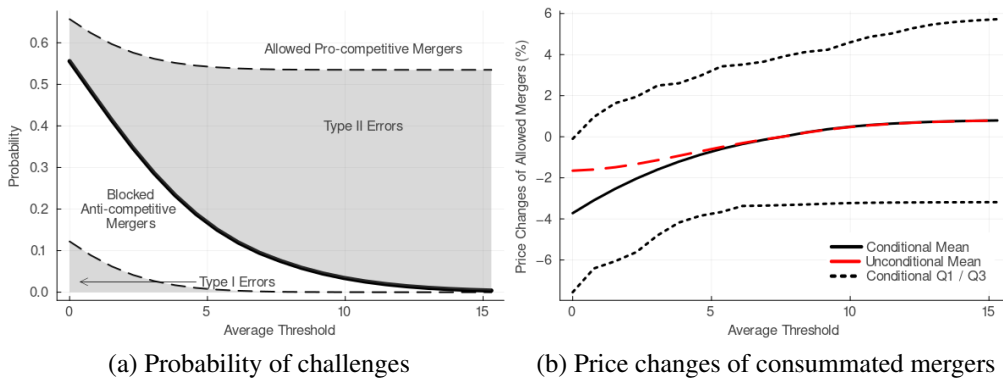 0.6
0.5
0.4
0.3
0.2
0.1
0.0
Probability
Allowed Pro-competitive Mergers
Type II Errors
Blocked
Anti-competitive
Mergers
Type I Errors
0
5
10
15
Average Threshold
(a) Probability of challenges
6
4
2
0
−2
−4
−6
Price Changes of Allowed Mergers (%)
Conditional Mean
Unconditional Mean
Conditional Q1 / Q3
0
5
10
15
Average Threshold
(b) Price changes of consummated mergers